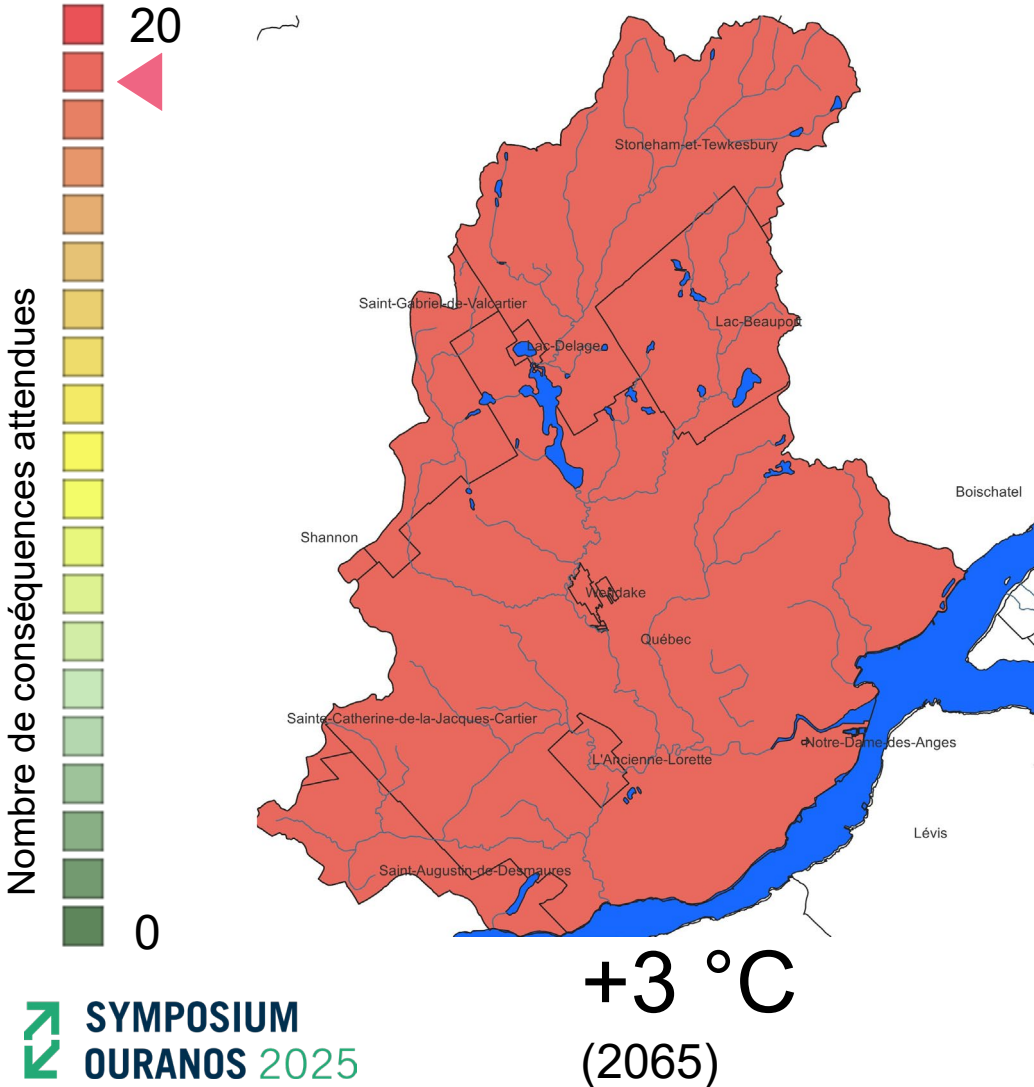 20
Nombre de conséquences attendues
0
Stoneham-et-Tewkesbury
Saint-Gabriel-de-Valcartier
Lac-Beauport
Lac-Delage
Boischatel
Shannon
Wendake
Québec
Sainte-Catherine-de-la-Jacques-Cartier
Notre-Dame-des-Anges
L'Ancienne-Lorette
Lévis
Saint-Augustin-de-Desmaures
+3 °C
(2065)
SYMPOSIUM
OURANOS 2025